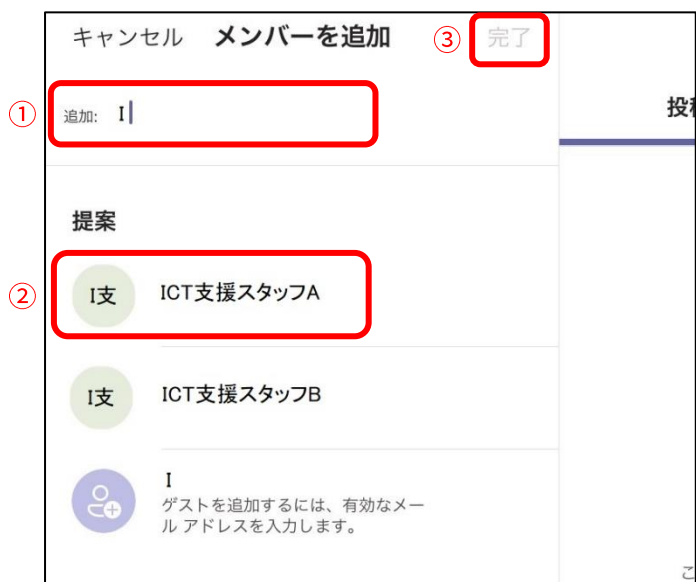 キャンセル メンバーを追加 ③ 完了
① 追加: I
投
提案
② I支 ICT支援スタッフA
I支 ICT支援スタッフB
I
ゲストを追加するには、有効なメー
ル アドレスを入力します。
こ